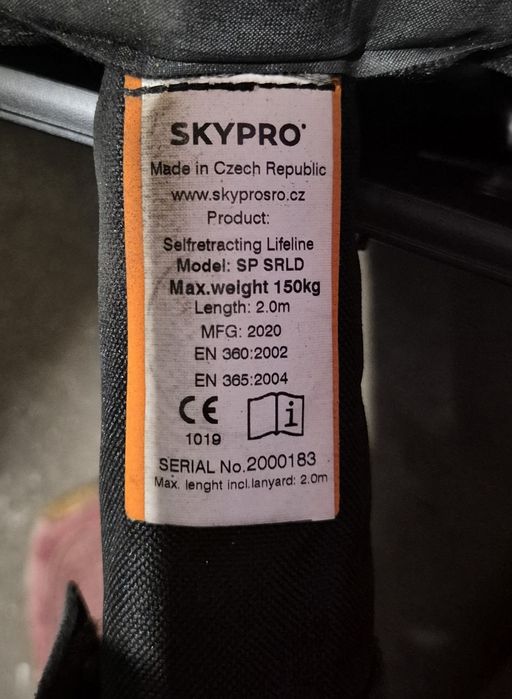 SKYPRO
Made in Czech Republic
www.skyprosro.cz
Product:
Selfretracting Lifeline
Model: SP SRLD
Max.weight 150kg
Length: 2.0m
MFG: 2020
EN 360:2002
EN 365:2004
CE
i
1019
SERIAL No.2000183
Max. lenght incl.lanyard: 2.0m